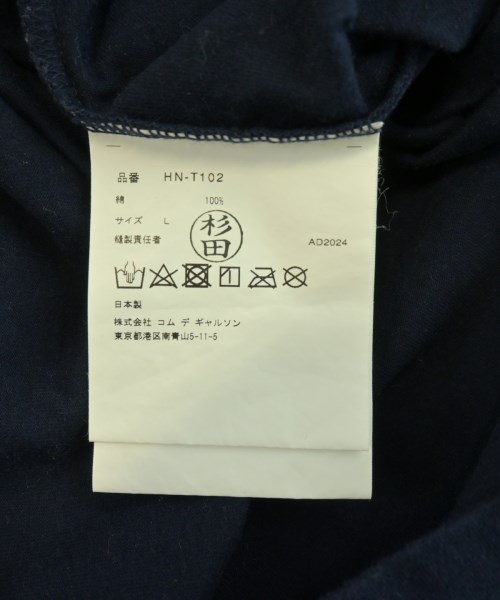 品番 HN-T102
綿 100%
サイズ L
縫製責任者 杉田 AD2024
日本製
株式会社 コム デ ギャルソン
東京都港区南青山5-11-5